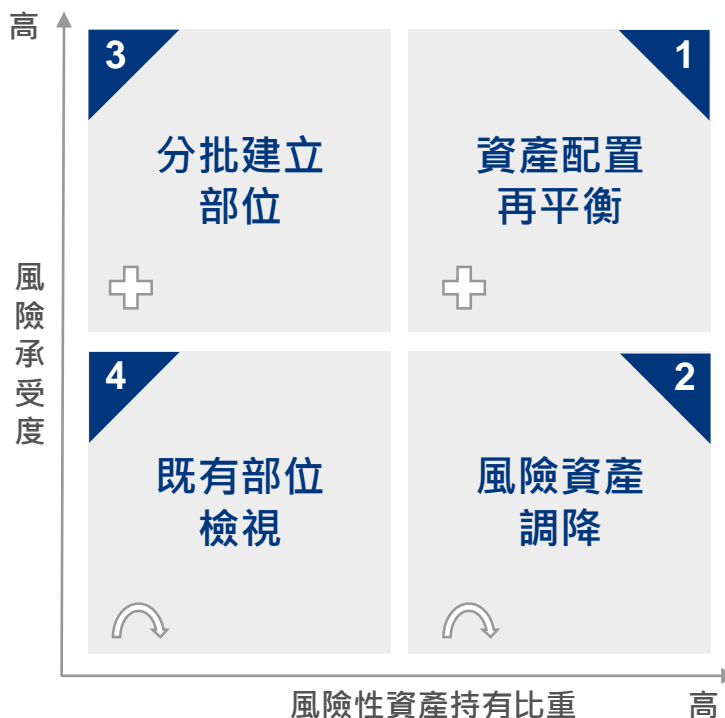 高
3
分批建立
部位
1
資產配置
再平衡
風險承受度
4
既有部位
檢視
2
風險資產
調降
風險性資產持有比重
高